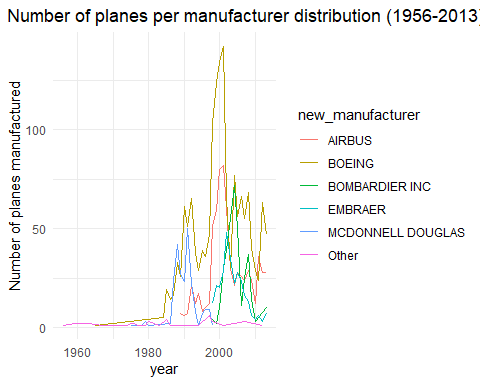 Number of planes per manufacturer distribution (1956-2013)
Number of planes manufactured
100
50
0
1960
1980
2000
year
new_manufacturer
AIRBUS
BOEING
BOMBARDIER INC
EMBRAER
MCDONNELL DOUGLAS
Other